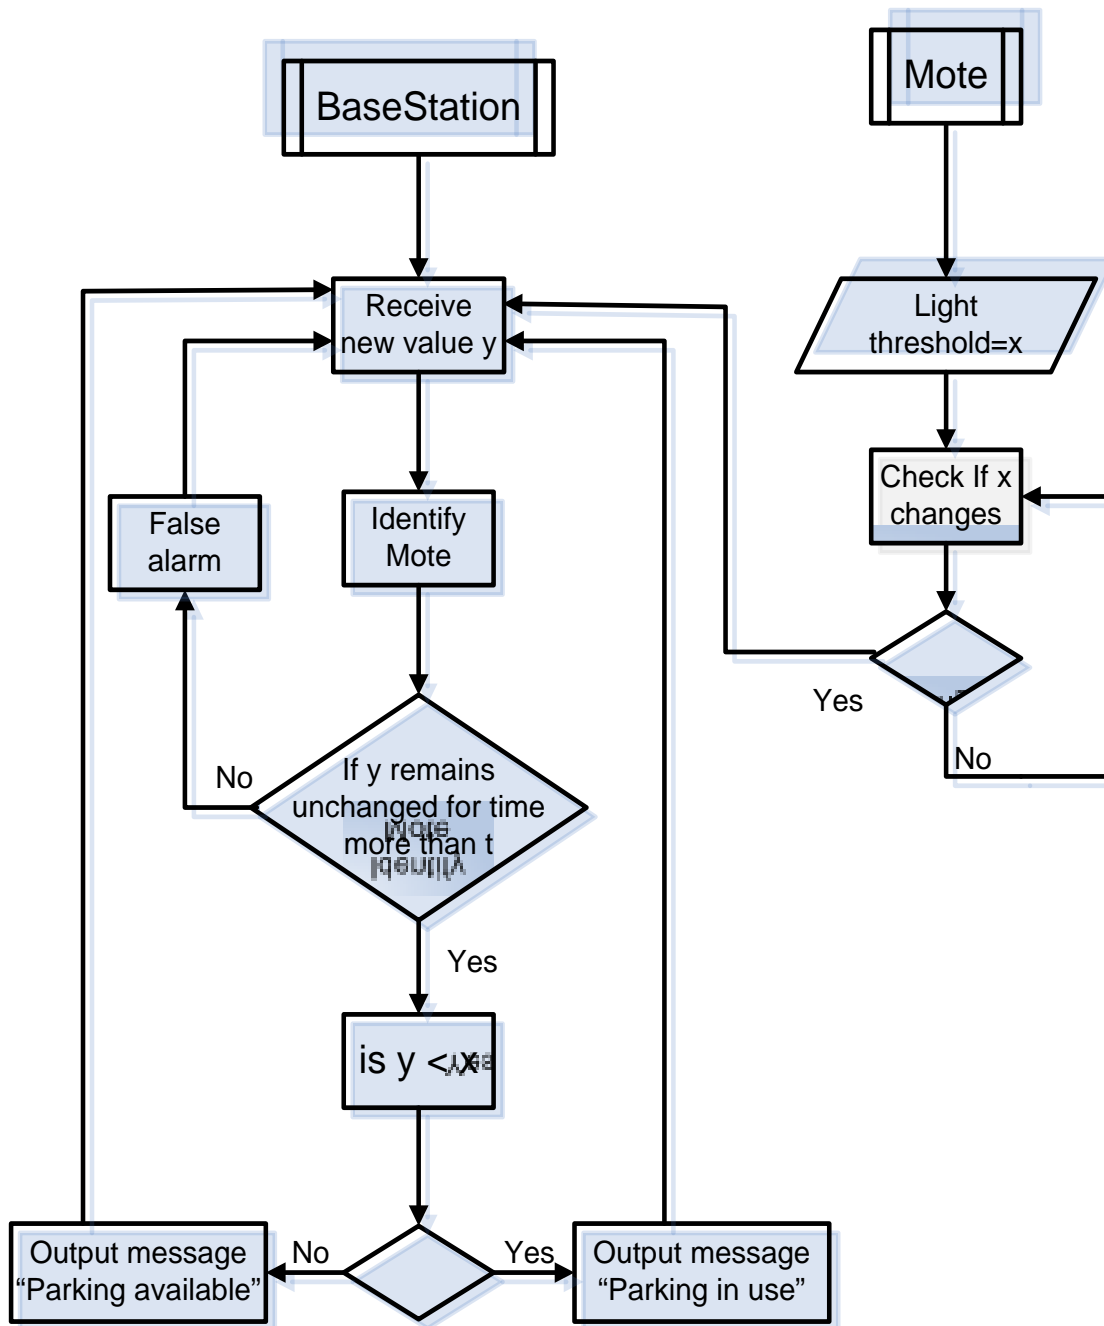 BaseStation
Mote
Receive
new value y
Light
threshold=x
Check If x
changes
False
alarm
Identify
Mote
Yes
No
No
If y remains
unchanged for time
more than t
Yes
is y < x
No
Yes
Output message
“Parking available”
Output message
“Parking in use”